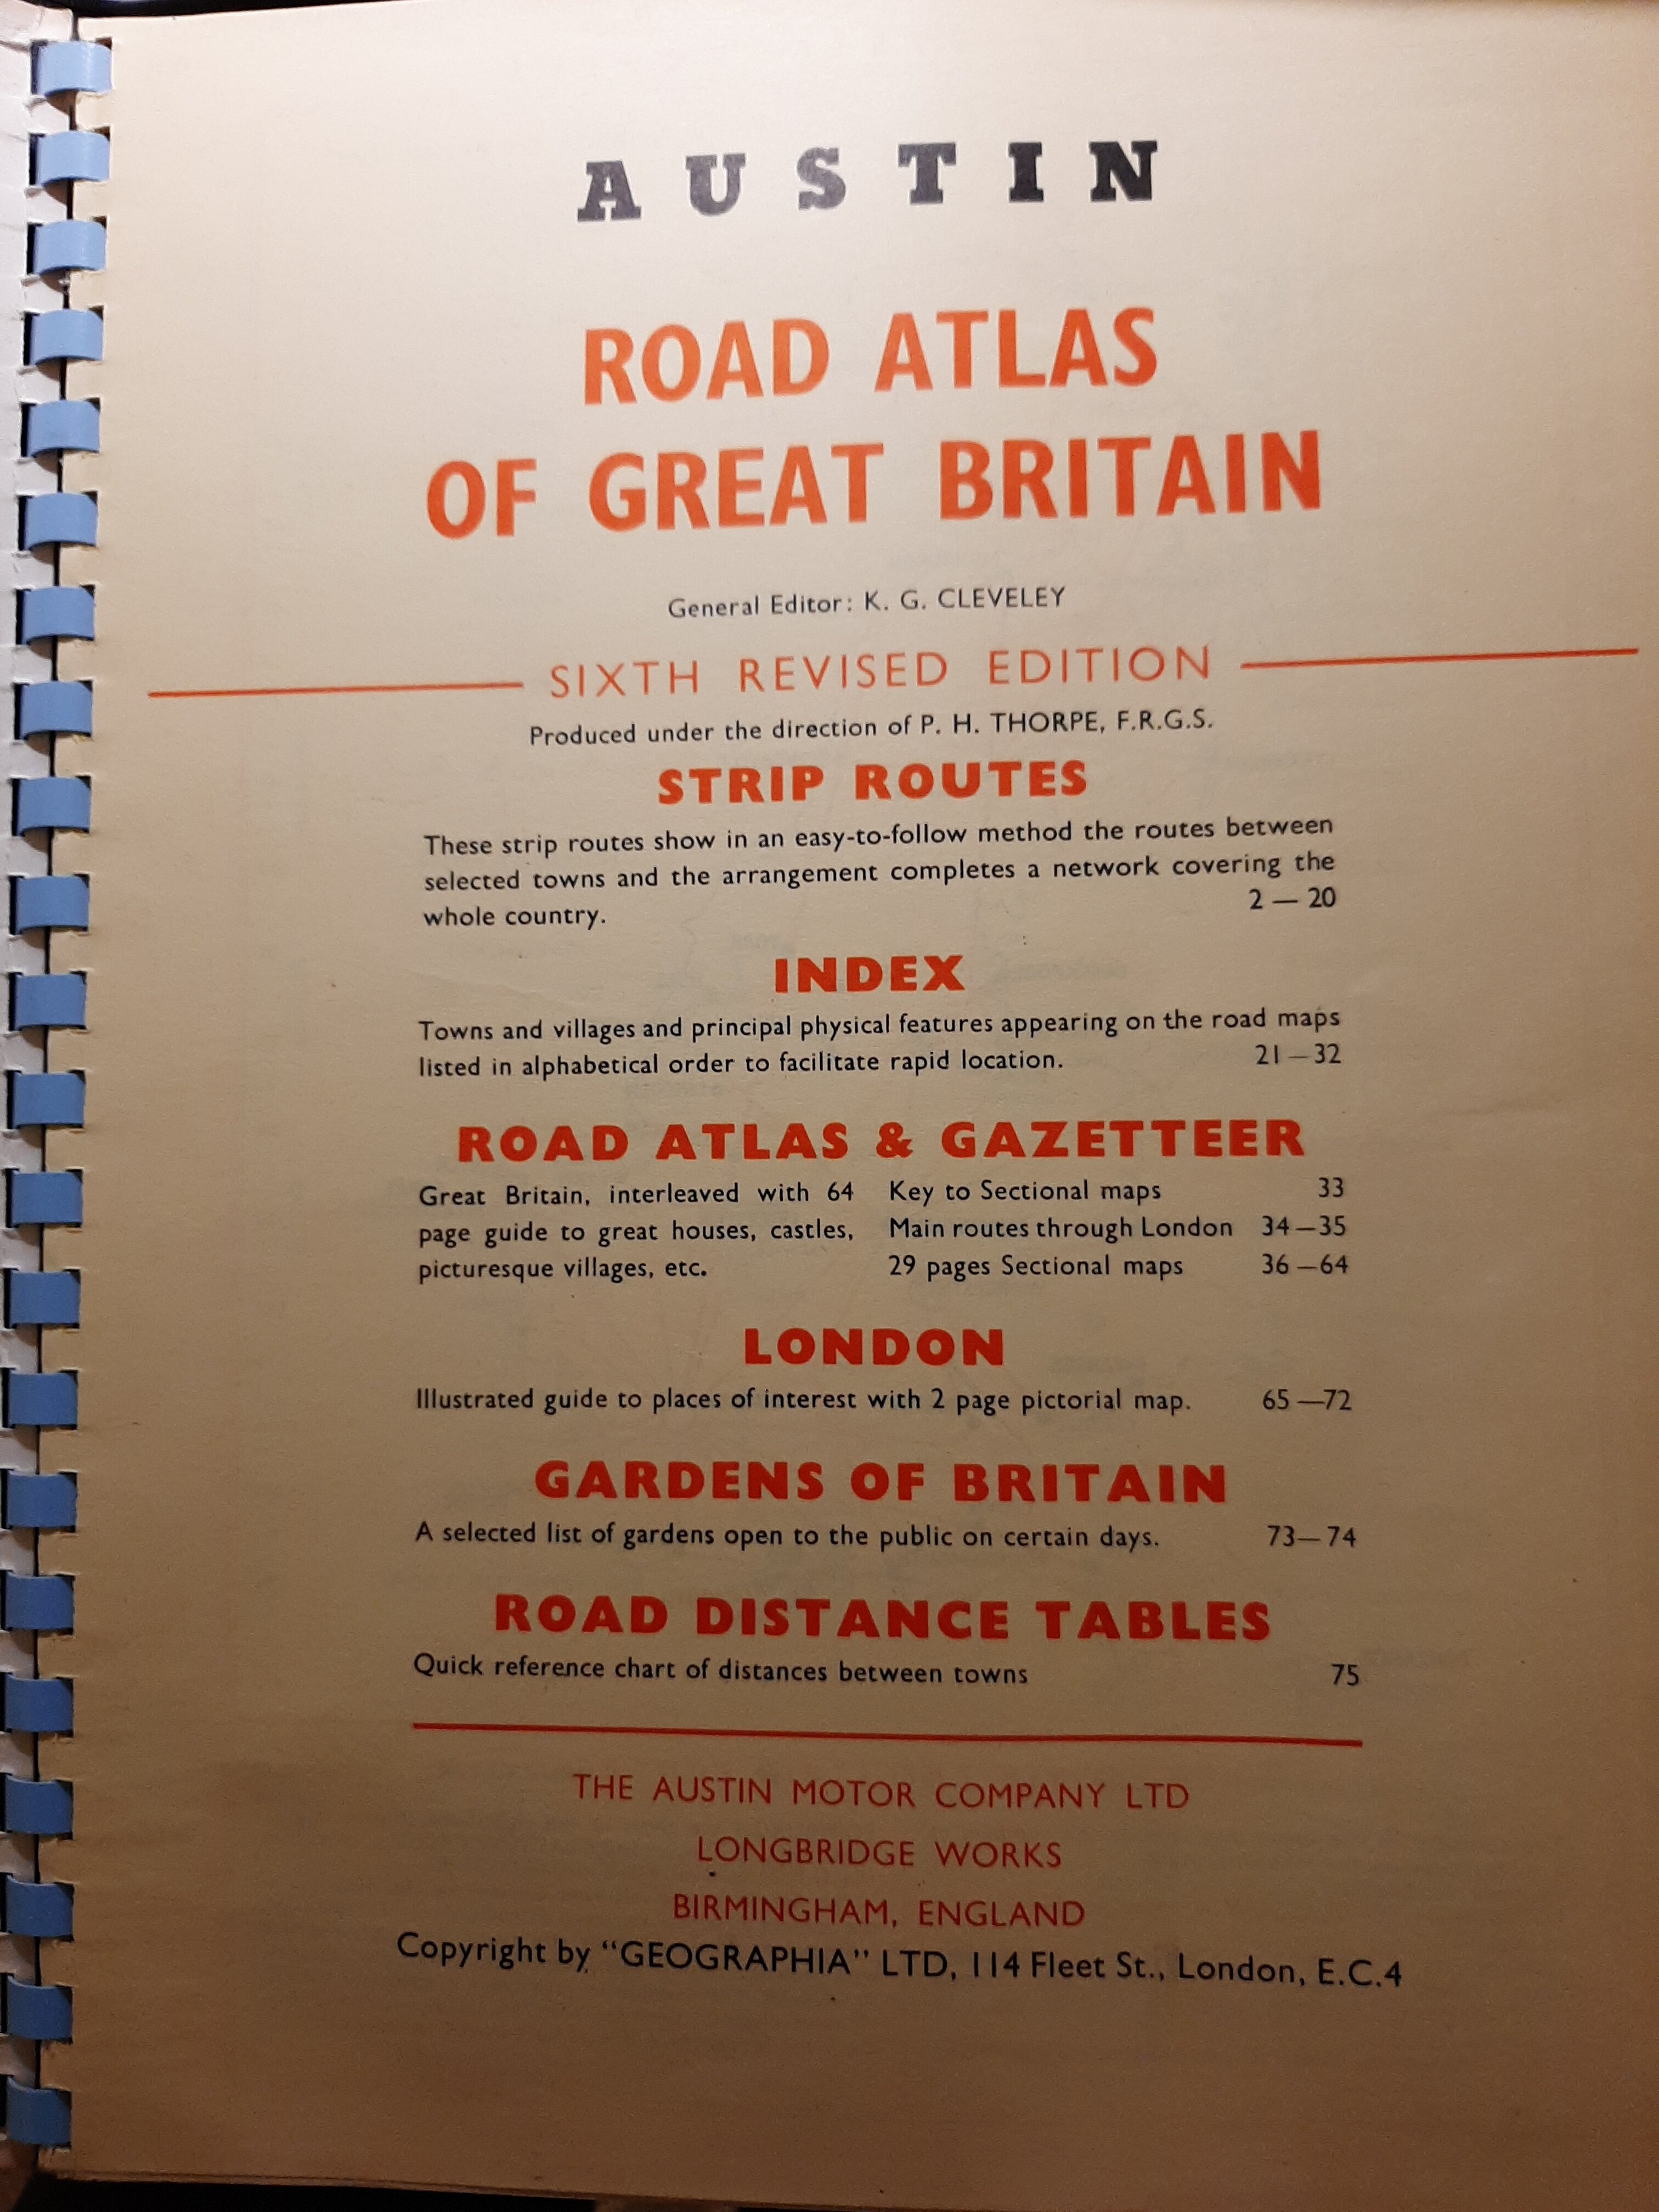 AUSTIN
ROAD ATLAS
OF GREAT BRITAIN
General Editor: K. G. CLEVELEY
SIXTH REVISED EDITION
Produced under the direction of P. H. THORPE, F.R.G.S.
STRIP ROUTES
These strip routes show in an easy-to-follow method the routes between
selected towns and the arrangement completes a network covering the
whole country. 2 — 20
INDEX
Towns and villages and principal physical features appearing on the road maps
listed in alphabetical order to facilitate rapid location. 21 — 32
ROAD ATLAS & GAZETTEER
Great Britain, interleaved with 64
page guide to great houses, castles,
picturesque villages, etc.
Key to Sectional maps 33
Main routes through London 34 — 35
29 pages Sectional maps 36 — 64
LONDON
Illustrated guide to places of interest with 2 page pictorial map. 65 — 72
GARDENS OF BRITAIN
A selected list of gardens open to the public on certain days. 73 — 74
ROAD DISTANCE TABLES
Quick reference chart of distances between towns 75
THE AUSTIN MOTOR COMPANY LTD
LONGBRIDGE WORKS
BIRMINGHAM, ENGLAND
Copyright by "GEOGRAPHIA" LTD, 114 Fleet St., London, E.C.4